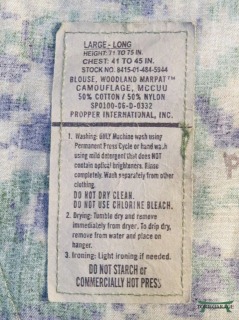 LARGE - LONG
HEIGHT: 71 TO 75 IN.
CHEST: 41 TO 45 IN.
STOCK NO. 8415-01-484-5944
BLOUSE, WOODLAND MARPAT™
CAMOUFLAGE, MCCUU
50% COTTON / 50% NYLON
SP0100-06-D-0332
PROPPER INTERNATIONAL, INC.
1. Washing: ONLY Machine wash using
Permanent Press Cycle or hand wash
using mild detergent that does NOT
contain optical brighteners. Rinse
completely. Wash separately from other
clothing.
DO NOT DRY CLEAN.
DO NOT USE CHLORINE BLEACH.
2. Drying: Tumble dry and remove
immediately from dryer. To drip dry,
remove from water and place on
hanger.
3. Ironing: Light ironing if needed.
DO NOT STARCH or
COMMERCIALLY HOT PRESS